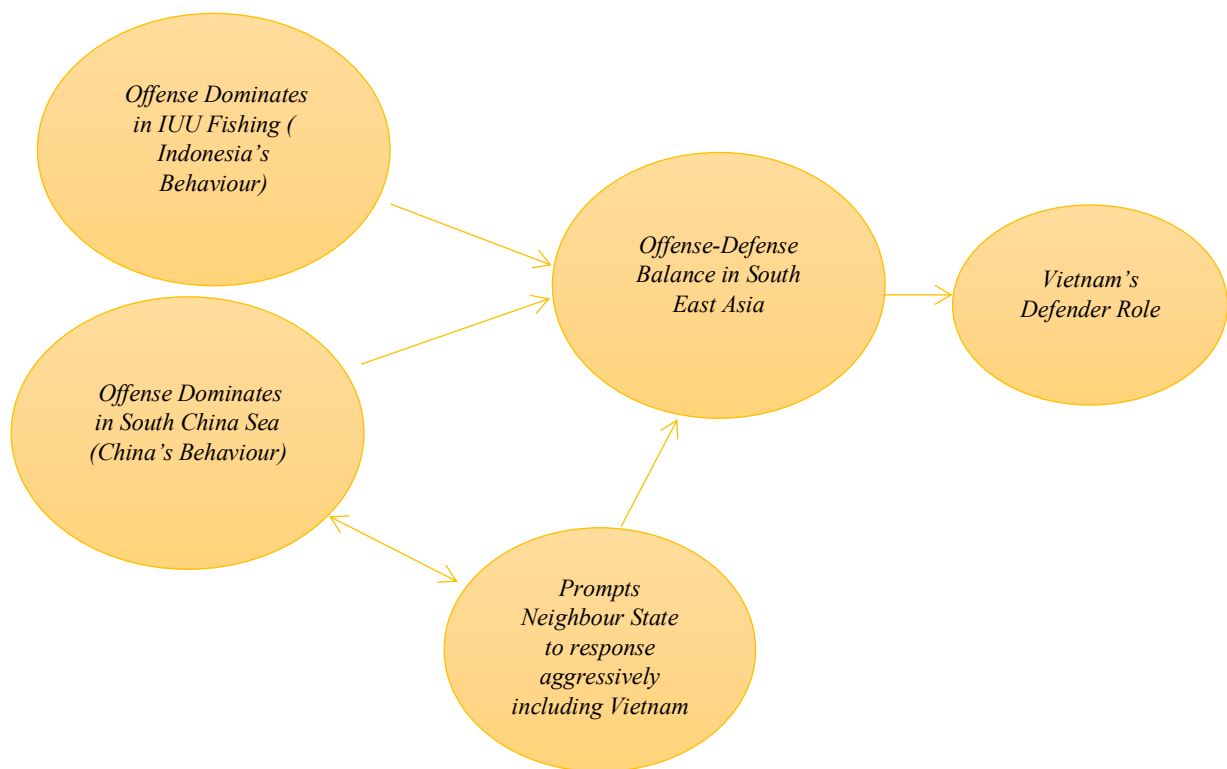 Offense Dominates
in IUU Fishing (
Indonesia's
Behaviour)
Offense-Defense
Balance in South
East Asia
Vietnam's
Defender Role
Offense Dominates
in South China Sea
(China's Behaviour)
Prompts
Neighbour State
to response
aggressively
including Vietnam